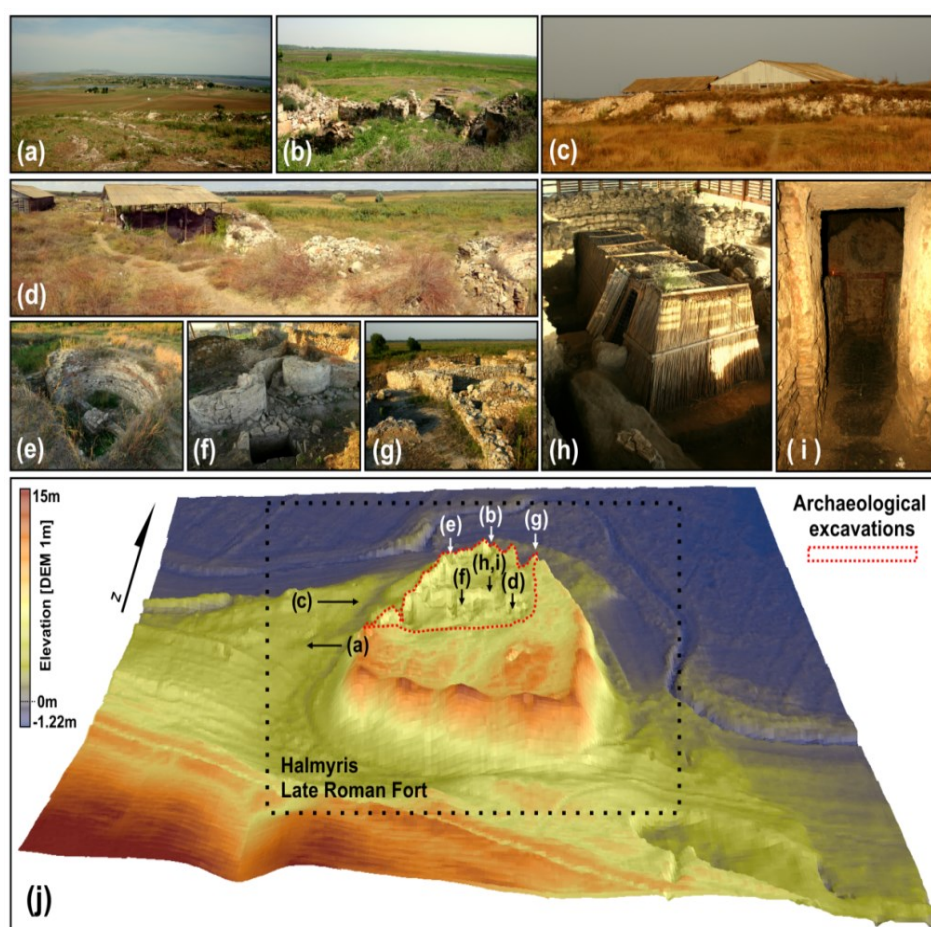 (a)
(b)
(c)
(d)
(e)
(f)
(g)
(h)
( i )
(j)
15m
Elevation [DEM 1m]
0m
-1.22m
N
(e)
(b)
(g)
(h,i)
(f)
(d)
(c)
(a)
Archaeological
excavations
Halmyris
Late Roman Fort